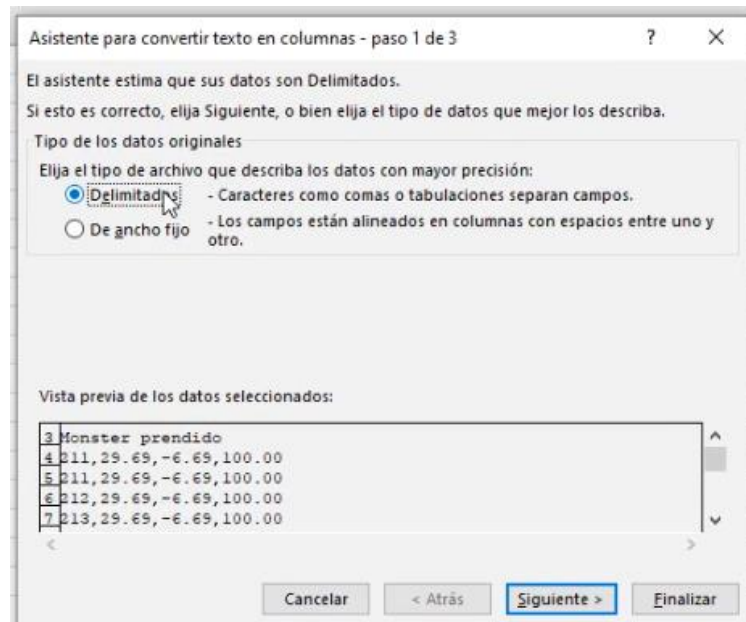 Asistente para convertir texto en columnas - paso 1 de 3 ?
El asistente estima que sus datos son Delimitados.
Si esto es correcto, elija Siguiente, o bien elija el tipo de datos que mejor los describa.
Tipo de los datos originales
Elija el tipo de archivo que describa los datos con mayor precisión:
Delimitados - Caracteres como comas o tabulaciones separan campos.
De ancho fijo - Los campos están alineados en columnas con espacios entre uno y
otro.
Vista previa de los datos seleccionados:
3 Monster prendido
4 211,29.69,-6.69,100.00
5 211,29.69,-6.69,100.00
6 212,29.69,-6.69,100.00
7 213,29.69,-6.69,100.00
Cancelar < Atrás Siguiente > Finalizar